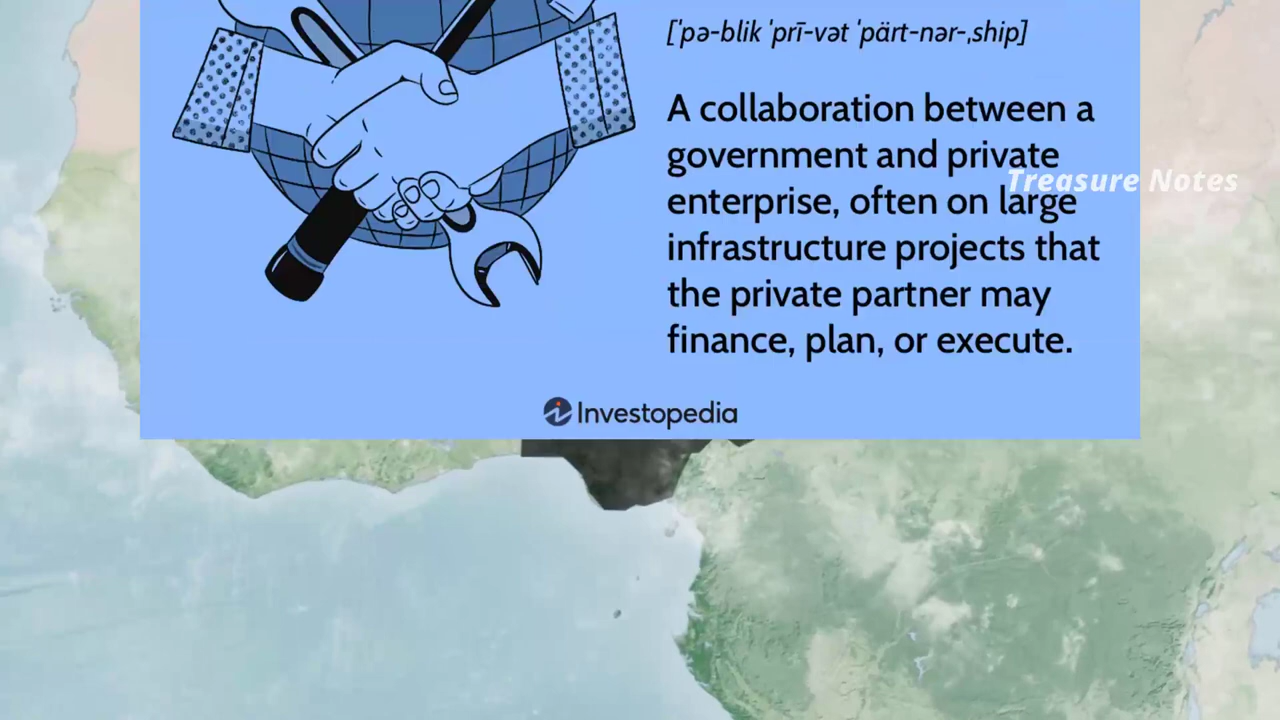 ['pə-blik 'prī-vət 'pärt-nər-ˌship]
A collaboration between a
government and private
Treasure Notes
enterprise, often on large
infrastructure projects that
the private partner may
finance, plan, or execute.
Investopedia